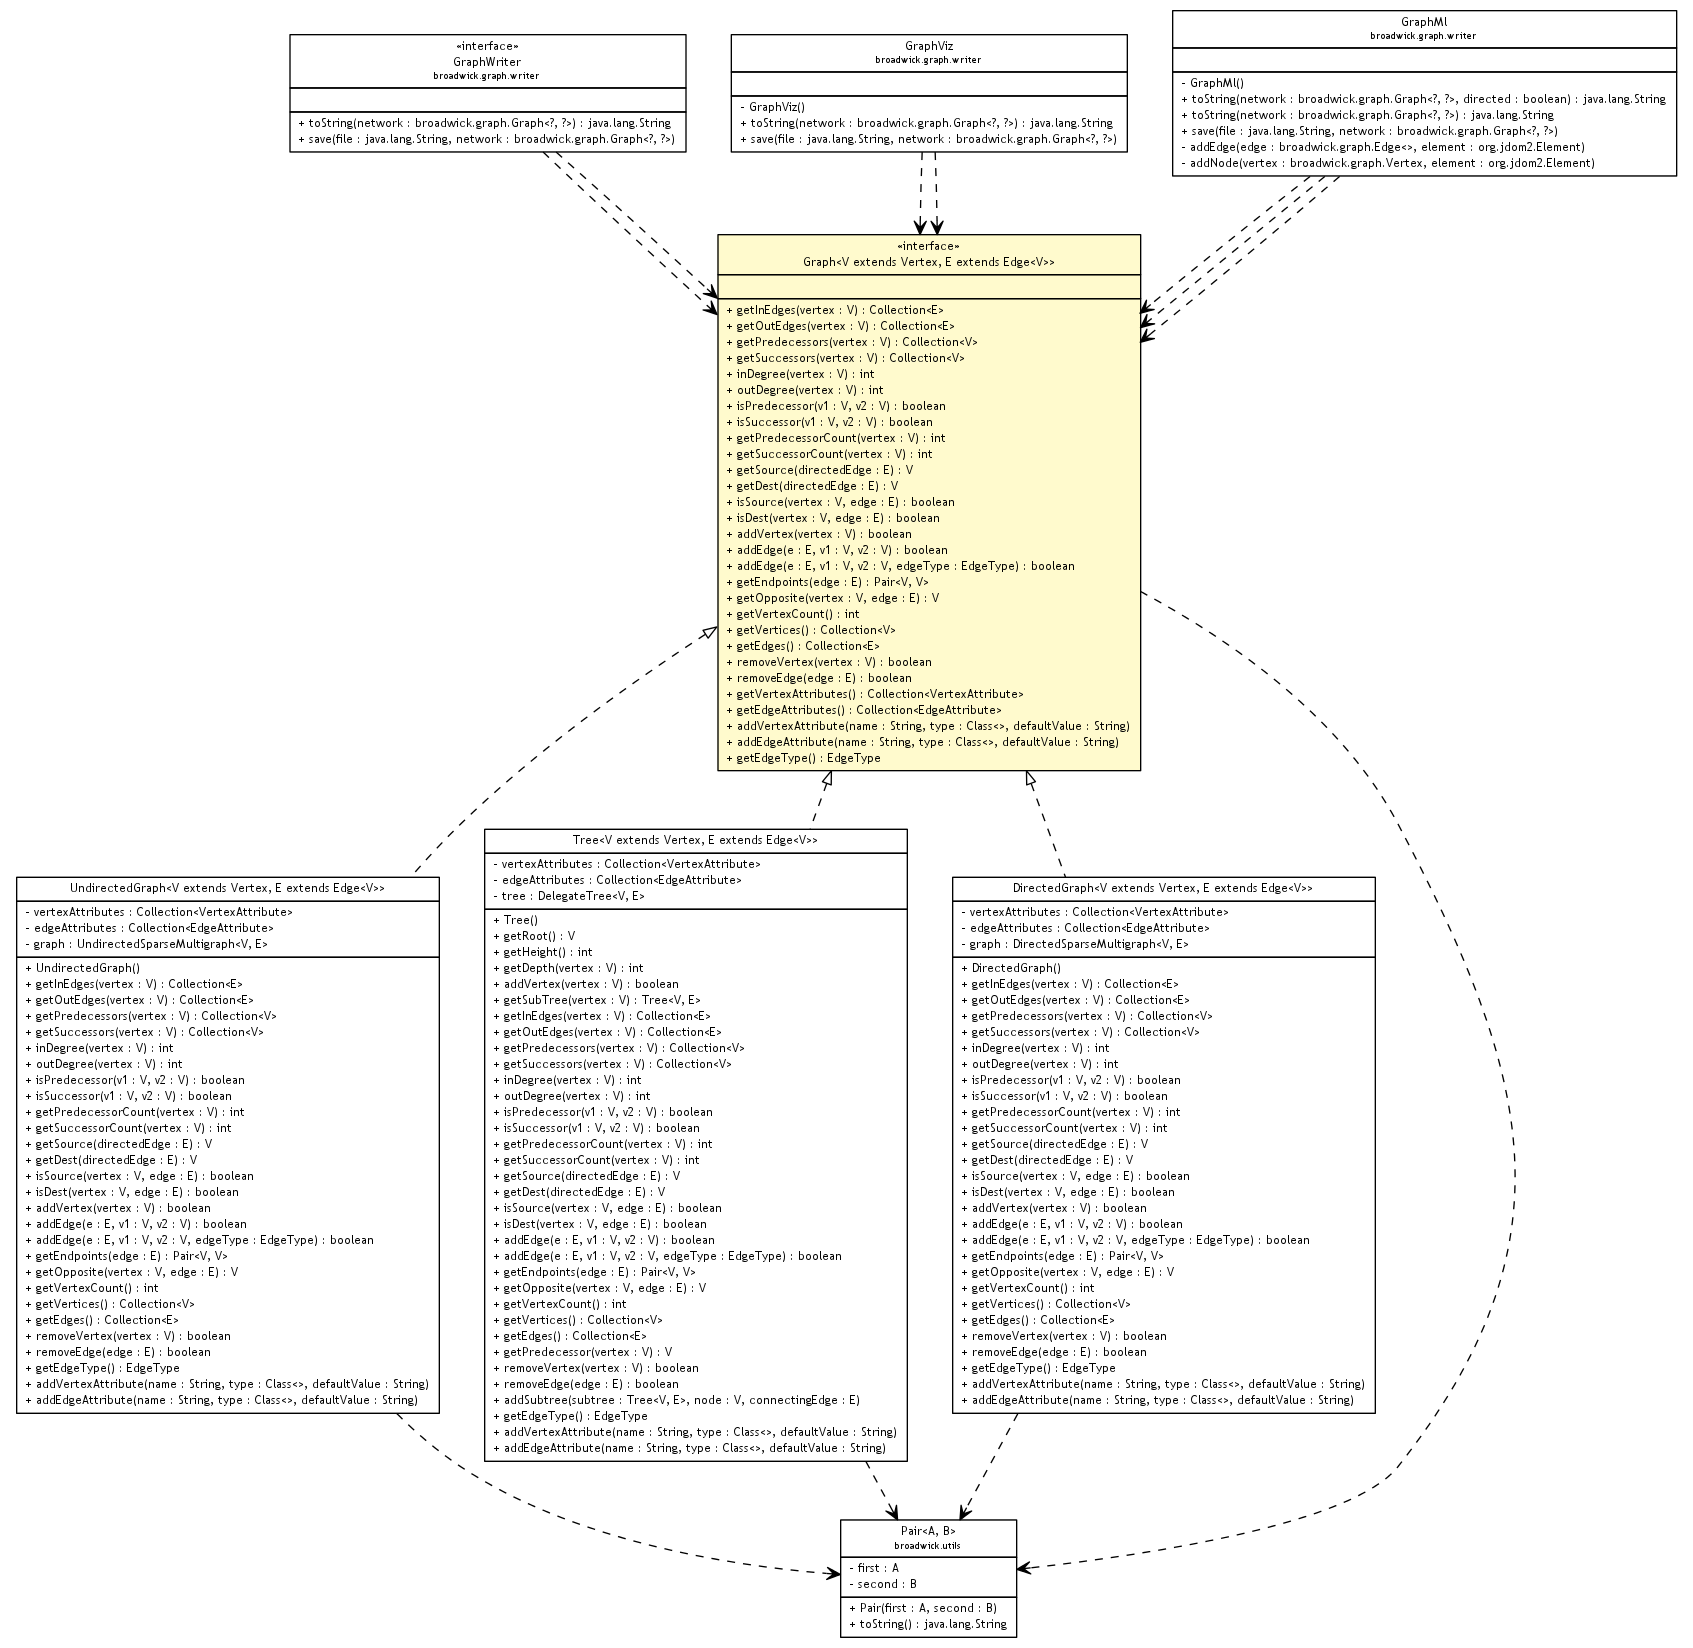 «interface»
GraphWriter
broadwick.graph.writer
+ toString(network : broadwick.graph.Graph<?, ?>) : java.lang.String
+ save(file : java.lang.String, network : broadwick.graph.Graph<?, ?>)
GraphViz
broadwick.graph.writer
- GraphViz()
+ toString(network : broadwick.graph.Graph<?, ?>) : java.lang.String
+ save(file : java.lang.String, network : broadwick.graph.Graph<?, ?>)
GraphMl
broadwick.graph.writer
- GraphMl()
+ toString(network : broadwick.graph.Graph<?, ?>, directed : boolean) : java.lang.String
+ toString(network : broadwick.graph.Graph<?, ?>) : java.lang.String
+ save(file : java.lang.String, network : broadwick.graph.Graph<?, ?>)
- addEdge(edge : broadwick.graph.Edge<>, element : org.jdom2.Element)
- addNode(vertex : broadwick.graph.Vertex, element : org.jdom2.Element)
«interface»
Graph<V extends Vertex, E extends Edge<V>>
+ getInEdges(vertex : V) : Collection<E>
+ getOutEdges(vertex : V) : Collection<E>
+ getPredecessors(vertex : V) : Collection<V>
+ getSuccessors(vertex : V) : Collection<V>
+ inDegree(vertex : V) : int
+ outDegree(vertex : V) : int
+ isPredecessor(v1 : V, v2 : V) : boolean
+ isSuccessor(v1 : V, v2 : V) : boolean
+ getPredecessorCount(vertex : V) : int
+ getSuccessorCount(vertex : V) : int
+ getSource(directedEdge : E) : V
+ getDest(directedEdge : E) : V
+ isSource(vertex : V, edge : E) : boolean
+ isDest(vertex : V, edge : E) : boolean
+ addVertex(vertex : V) : boolean
+ addEdge(e : E, v1 : V, v2 : V) : boolean
+ addEdge(e : E, v1 : V, v2 : V, edgeType : EdgeType) : boolean
+ getEndpoints(edge : E) : Pair<V, V>
+ getOpposite(vertex : V, edge : E) : V
+ getVertexCount() : int
+ getVertices() : Collection<V>
+ getEdges() : Collection<E>
+ removeVertex(vertex : V) : boolean
+ removeEdge(edge : E) : boolean
+ getVertexAttributes() : Collection<VertexAttribute>
+ getEdgeAttributes() : Collection<EdgeAttribute>
+ addVertexAttribute(name : String, type : Class<>, defaultValue : String)
+ addEdgeAttribute(name : String, type : Class<>, defaultValue : String)
+ getEdgeType() : EdgeType
UndirectedGraph<V extends Vertex, E extends Edge<V>>
- vertexAttributes : Collection<VertexAttribute>
- edgeAttributes : Collection<EdgeAttribute>
- graph : UndirectedSparseMultigraph<V, E>
+ UndirectedGraph()
+ getInEdges(vertex : V) : Collection<E>
+ getOutEdges(vertex : V) : Collection<E>
+ getPredecessors(vertex : V) : Collection<V>
+ getSuccessors(vertex : V) : Collection<V>
+ inDegree(vertex : V) : int
+ outDegree(vertex : V) : int
+ isPredecessor(v1 : V, v2 : V) : boolean
+ isSuccessor(v1 : V, v2 : V) : boolean
+ getPredecessorCount(vertex : V) : int
+ getSuccessorCount(vertex : V) : int
+ getSource(directedEdge : E) : V
+ getDest(directedEdge : E) : V
+ isSource(vertex : V, edge : E) : boolean
+ isDest(vertex : V, edge : E) : boolean
+ addVertex(vertex : V) : boolean
+ addEdge(e : E, v1 : V, v2 : V) : boolean
+ addEdge(e : E, v1 : V, v2 : V, edgeType : EdgeType) : boolean
+ getEndpoints(edge : E) : Pair<V, V>
+ getOpposite(vertex : V, edge : E) : V
+ getVertexCount() : int
+ getVertices() : Collection<V>
+ getEdges() : Collection<E>
+ removeVertex(vertex : V) : boolean
+ removeEdge(edge : E) : boolean
+ getEdgeType() : EdgeType
+ addVertexAttribute(name : String, type : Class<>, defaultValue : String)
+ addEdgeAttribute(name : String, type : Class<>, defaultValue : String)
Tree<V extends Vertex, E extends Edge<V>>
- vertexAttributes : Collection<VertexAttribute>
- edgeAttributes : Collection<EdgeAttribute>
- tree : DelegateTree<V, E>
+ Tree()
+ getRoot() : V
+ getHeight() : int
+ getDepth(vertex : V) : int
+ addVertex(vertex : V) : boolean
+ getSubTree(vertex : V) : Tree<V, E>
+ getInEdges(vertex : V) : Collection<E>
+ getOutEdges(vertex : V) : Collection<E>
+ getPredecessors(vertex : V) : Collection<V>
+ getSuccessors(vertex : V) : Collection<V>
+ inDegree(vertex : V) : int
+ outDegree(vertex : V) : int
+ isPredecessor(v1 : V, v2 : V) : boolean
+ isSuccessor(v1 : V, v2 : V) : boolean
+ getPredecessorCount(vertex : V) : int
+ getSuccessorCount(vertex : V) : int
+ getSource(directedEdge : E) : V
+ getDest(directedEdge : E) : V
+ isSource(vertex : V, edge : E) : boolean
+ isDest(vertex : V, edge : E) : boolean
+ addEdge(e : E, v1 : V, v2 : V) : boolean
+ addEdge(e : E, v1 : V, v2 : V, edgeType : EdgeType) : boolean
+ getEndpoints(edge : E) : Pair<V, V>
+ getOpposite(vertex : V, edge : E) : V
+ getVertexCount() : int
+ getVertices() : Collection<V>
+ getEdges() : Collection<E>
+ getPredecessor(vertex : V) : V
+ removeVertex(vertex : V) : boolean
+ removeEdge(edge : E) : boolean
+ addSubtree(subtree : Tree<V, E>, node : V, connectingEdge : E)
+ getEdgeType() : EdgeType
+ addVertexAttribute(name : String, type : Class<>, defaultValue : String)
+ addEdgeAttribute(name : String, type : Class<>, defaultValue : String)
DirectedGraph<V extends Vertex, E extends Edge<V>>
- vertexAttributes : Collection<VertexAttribute>
- edgeAttributes : Collection<EdgeAttribute>
- graph : DirectedSparseMultigraph<V, E>
+ DirectedGraph()
+ getInEdges(vertex : V) : Collection<E>
+ getOutEdges(vertex : V) : Collection<E>
+ getPredecessors(vertex : V) : Collection<V>
+ getSuccessors(vertex : V) : Collection<V>
+ inDegree(vertex : V) : int
+ outDegree(vertex : V) : int
+ isPredecessor(v1 : V, v2 : V) : boolean
+ isSuccessor(v1 : V, v2 : V) : boolean
+ getPredecessorCount(vertex : V) : int
+ getSuccessorCount(vertex : V) : int
+ getSource(directedEdge : E) : V
+ getDest(directedEdge : E) : V
+ isSource(vertex : V, edge : E) : boolean
+ isDest(vertex : V, edge : E) : boolean
+ addVertex(vertex : V) : boolean
+ addEdge(e : E, v1 : V, v2 : V) : boolean
+ addEdge(e : E, v1 : V, v2 : V, edgeType : EdgeType) : boolean
+ getEndpoints(edge : E) : Pair<V, V>
+ getOpposite(vertex : V, edge : E) : V
+ getVertexCount() : int
+ getVertices() : Collection<V>
+ getEdges() : Collection<E>
+ removeVertex(vertex : V) : boolean
+ removeEdge(edge : E) : boolean
+ getEdgeType() : EdgeType
+ addVertexAttribute(name : String, type : Class<>, defaultValue : String)
+ addEdgeAttribute(name : String, type : Class<>, defaultValue : String)
Pair<A, B>
broadwick.utils
- first : A
- second : B
+ Pair(first : A, second : B)
+ toString() : java.lang.String